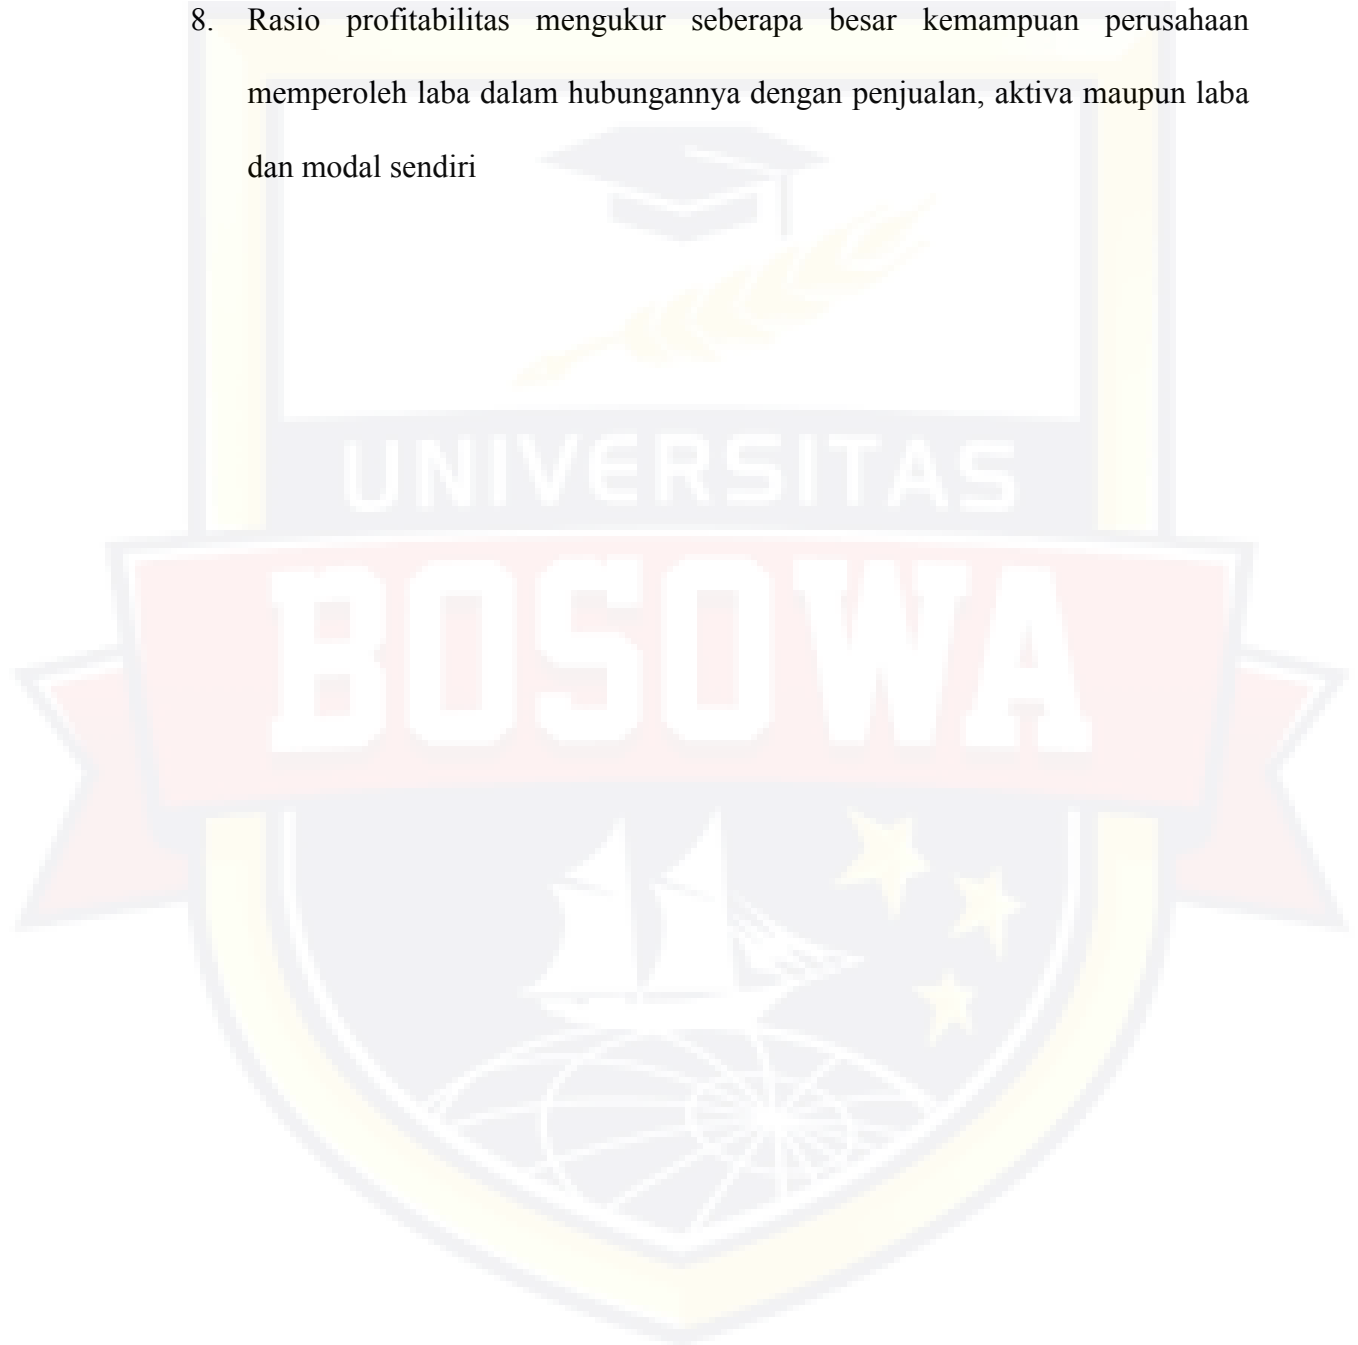 8. Rasio profitabilitas mengukur seberapa besar kemampuan perusahaan
memperoleh laba dalam hubungannya dengan penjualan, aktiva maupun laba
dan modal sendiri
UNIVERSITAS
BOSOWA